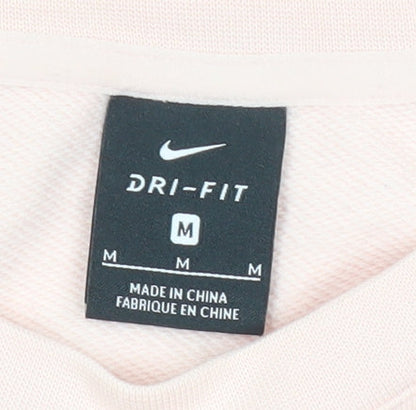 DRI-FIT
M
M M M
MADE IN CHINA
FABRIQUE EN CHINE